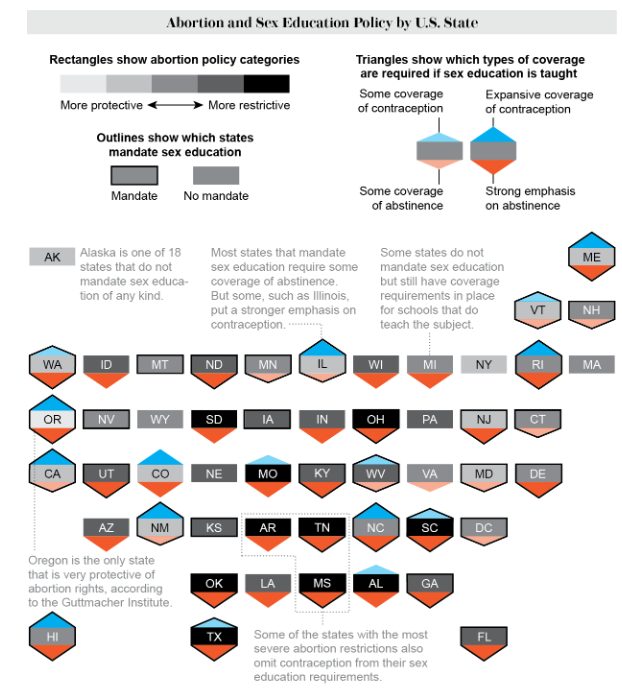 Abortion and Sex Education Policy by U.S. State
Rectangles show abortion policy categories
More protective
More restrictive
Outlines show which states
mandate sex education
Mandate
No mandate
Triangles show which types of coverage
are required if sex education is taught
Some coverage
of contraception
Expansive coverage
of contraception
Some coverage
of abstinence
Strong emphasis
on abstinence
AK
Alaska is one of 18
states that do not
mandate sex educa-
tion of any kind.
Most states that mandate
sex education require some
coverage of abstinence.
But some, such as Illinois,
put a stronger emphasis on
contraception.
Some states do not
mandate sex education
but still have coverage
requirements in place
for schools that do
teach the subject.
ME
VT NH
WA ID MT ND MN IL WI MI NY RI MA
OR NV WY SD IA IN OH PA NJ CT
CA UT CO NE MO KY WV VA MD DE
AZ NM KS AR TN NC SC DC
Oregon is the only state
that is very protective of
abortion rights, according
to the Guttmacher Institute.
OK LA MS AL GA
HI TX FL
Some of the states with the most
severe abortion restrictions also
omit contraception from their sex
education requirements.